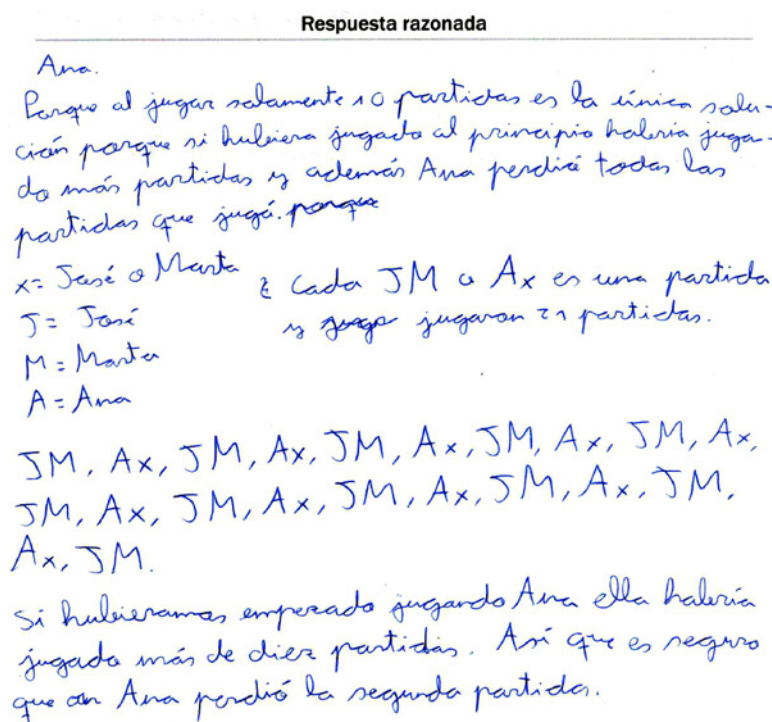 Respuesta razonada
Ana.
Porque al jugar solamente 10 partidas es la única solu-
ción porque si hubiera jugado al principio habría juga-
do más partidas y además Ana perdió todas las
partidas que jugó. porque
x = José o Marta
J = José
M = Marta
A = Ana
Cada JM o Ax es una partida
y jugaron 21 partidas.
JM, Ax, JM, Ax, JM, Ax, JM, Ax, JM, Ax,
JM, Ax, JM, Ax, JM, Ax, JM, Ax, JM,
Ax, JM.
Si hubieramos empezado jugando Ana ella habría
jugado más de diez partidas. Así que es seguro
que Ana perdió la segunda partida.